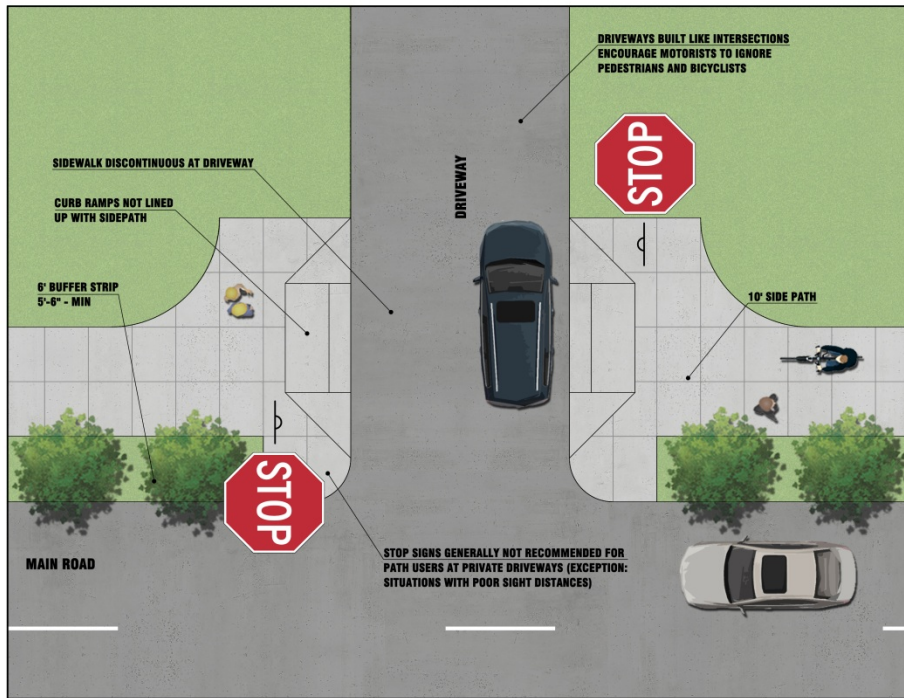 DRIVEWAYS BUILT LIKE INTERSECTIONS
ENCOURAGE MOTORISTS TO IGNORE
PEDESTRIANS AND BICYCLISTS
STOP
SIDEWALK DISCONTINUOUS AT DRIVEWAY
DRIVEWAY
CURB RAMPS NOT LINED
UP WITH SIDEPATH
6' BUFFER STRIP
5'-6" - MIN
10' SIDE PATH
STOP
STOP SIGNS GENERALLY NOT RECOMMENDED FOR
PATH USERS AT PRIVATE DRIVEWAYS (EXCEPTION:
SITUATIONS WITH POOR SIGHT DISTANCES)
MAIN ROAD